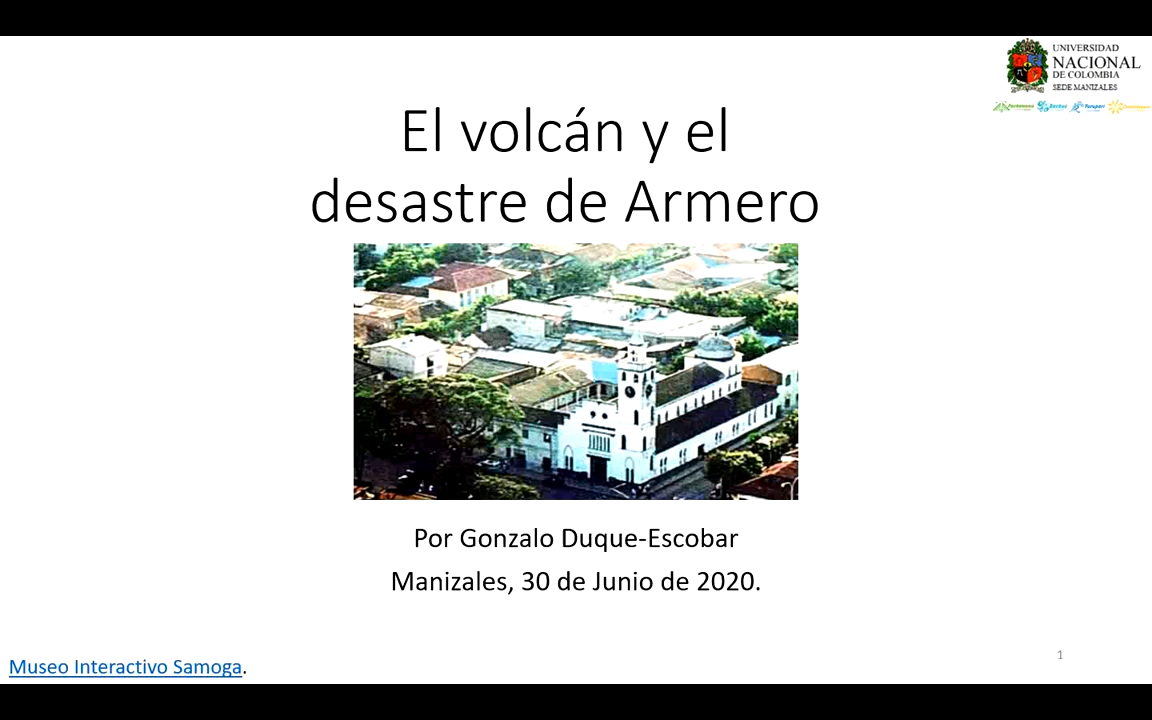 UNIVERSIDAD
NACIONAL
DE COLOMBIA
SEDE MANIZALES
El volcán y el
desastre de Armero
Por Gonzalo Duque-Escobar
Manizales, 30 de Junio de 2020.
Museo Interactivo Samoga.
1